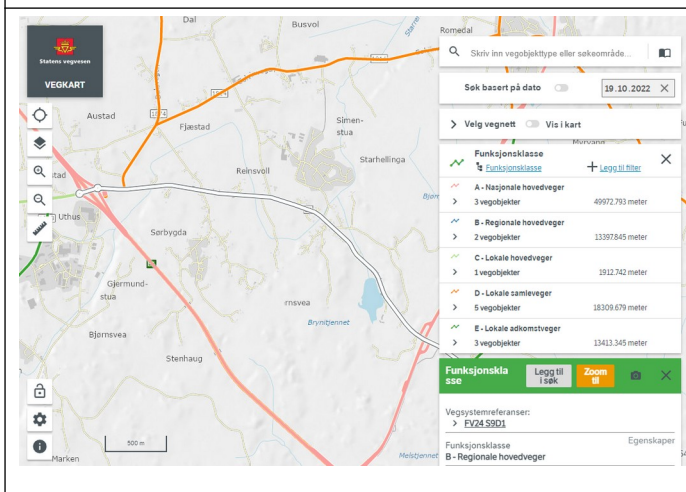 Dal
Busvol
Romedal
Statens vegvesen
VEGKART
Skriv inn vegobjekttype eller søkeområde...
Søk basert på dato
19.10.2022
Velg vegnett
Vis i kart
Austad
Fjæstad
Simen-
stua
Starhellinga
Reinsvoll
Uthus
Sørbygda
Gjermund-
stua
rnsvea
Brynitjennet
Bjørnsvea
Stenhaug
Marken
500 m
Funksjonsklasse
Funksjonsklasse
Legg til filter
A - Nasjonale hovedveger
3 vegobjekter
49972.793 meter
B - Regionale hovedveger
2 vegobjekter
13397.845 meter
C - Lokale hovedveger
1 vegobjekter
1912.742 meter
D - Lokale samleveger
5 vegobjekter
18309.679 meter
E - Lokale adkomstveger
3 vegobjekter
13413.345 meter
Funksjonskla
sse
Legg til
i søk
Zoom
til
Vegsystemreferanser:
FV24 S9D1
Egenskaper
Funksjonsklasse
B - Regionale hovedveger